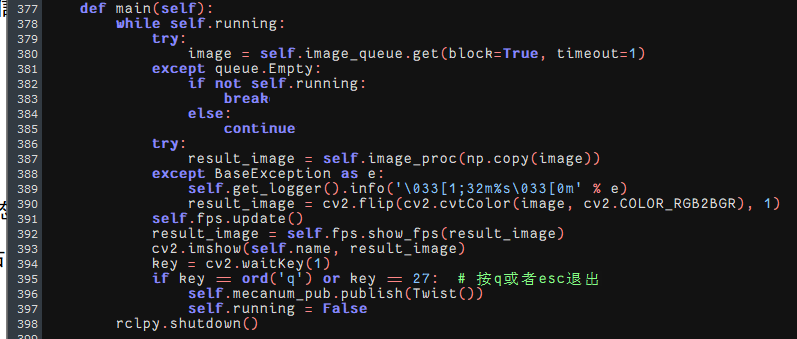 377    def main(self):
378        while self.running:
379            try:
380                image = self.image_queue.get(block=True, timeout=1)
381            except queue.Empty:
382                if not self.running:
383                    break
384                else:
385                    continue
386            try:
387                result_image = self.image_proc(np.copy(image))
388            except BaseException as e:
389                self.get_logger().info('\033[1;32m%s\033[0m' % e)
390                result_image = cv2.flip(cv2.cvtColor(image, cv2.COLOR_RGB2BGR), 1)
391            self.fps.update()
392            result_image = self.fps.show_fps(result_image)
393            cv2.imshow(self.name, result_image)
394            key = cv2.waitKey(1)
395            if key == ord('q') or key == 27:  # 按q或者esc退出
396                self.mecanum_pub.publish(Twist())
397                self.running = False
398        rclpy.shutdown()